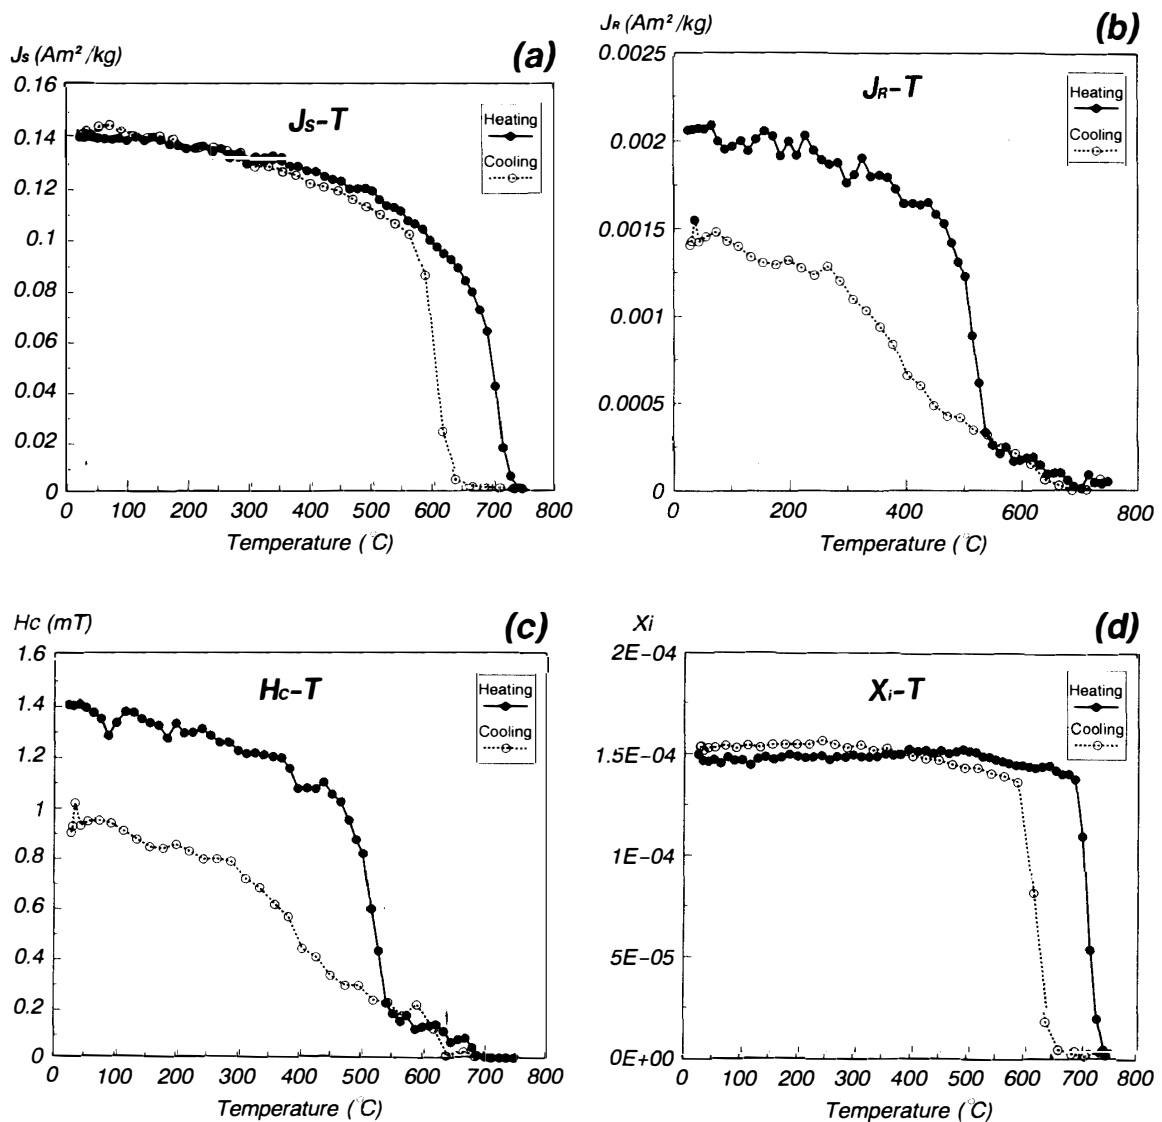 Js (Am²/kg)
(a)
Js-T
Heating
Cooling
0.16
0.14
0.12
0.1
0.08
0.06
0.04
0.02
0
0 100 200 300 400 500 600 700 800
Temperature (°C)
JR (Am²/kg)
(b)
JR-T
Heating
Cooling
0.0025
0.002
0.0015
0.001
0.0005
0
0 200 400 600 800
Temperature (°C)
Hc (mT)
(c)
Hc-T
Heating
Cooling
1.6
1.4
1.2
1
0.8
0.6
0.4
0.2
0
0 100 200 300 400 500 600 700 800
Temperature (°C)
Xi
(d)
Xi-T
Heating
Cooling
2E-04
1.5E-04
1E-04
5E-05
0E+00
0 100 200 300 400 500 600 700 800
Temperature (°C)